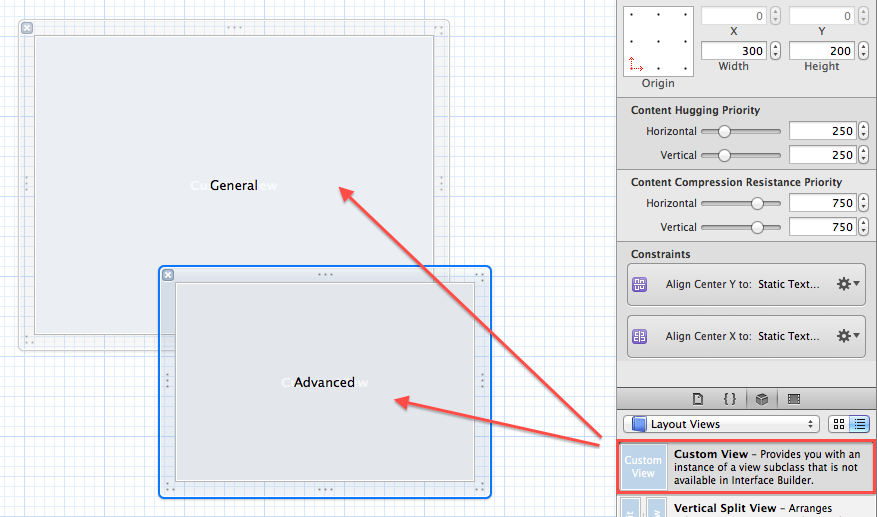 General
Advanced
0
0
X
Y
300
200
Width
Height
Origin
Content Hugging Priority
Horizontal
250
Vertical
250
Content Compression Resistance Priority
Horizontal
750
Vertical
750
Constraints
Align Center Y to: Static Text...
Align Center X to: Static Text...
{ }
Layout Views
Custom
View
Custom View – Provides you with an
instance of a view subclass that is not
available in Interface Builder.
Vertical Split View – Arranges